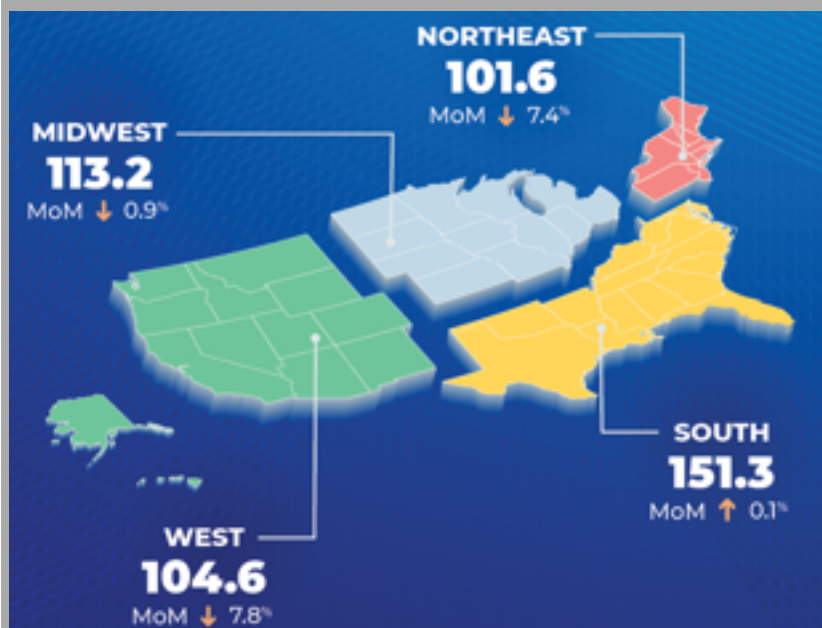 NORTHEAST
101.6
MoM ↓ 7.4%
MIDWEST
113.2
MoM ↓ 0.9%
SOUTH
151.3
MoM ↑ 0.1%
WEST
104.6
MoM ↓ 7.8%